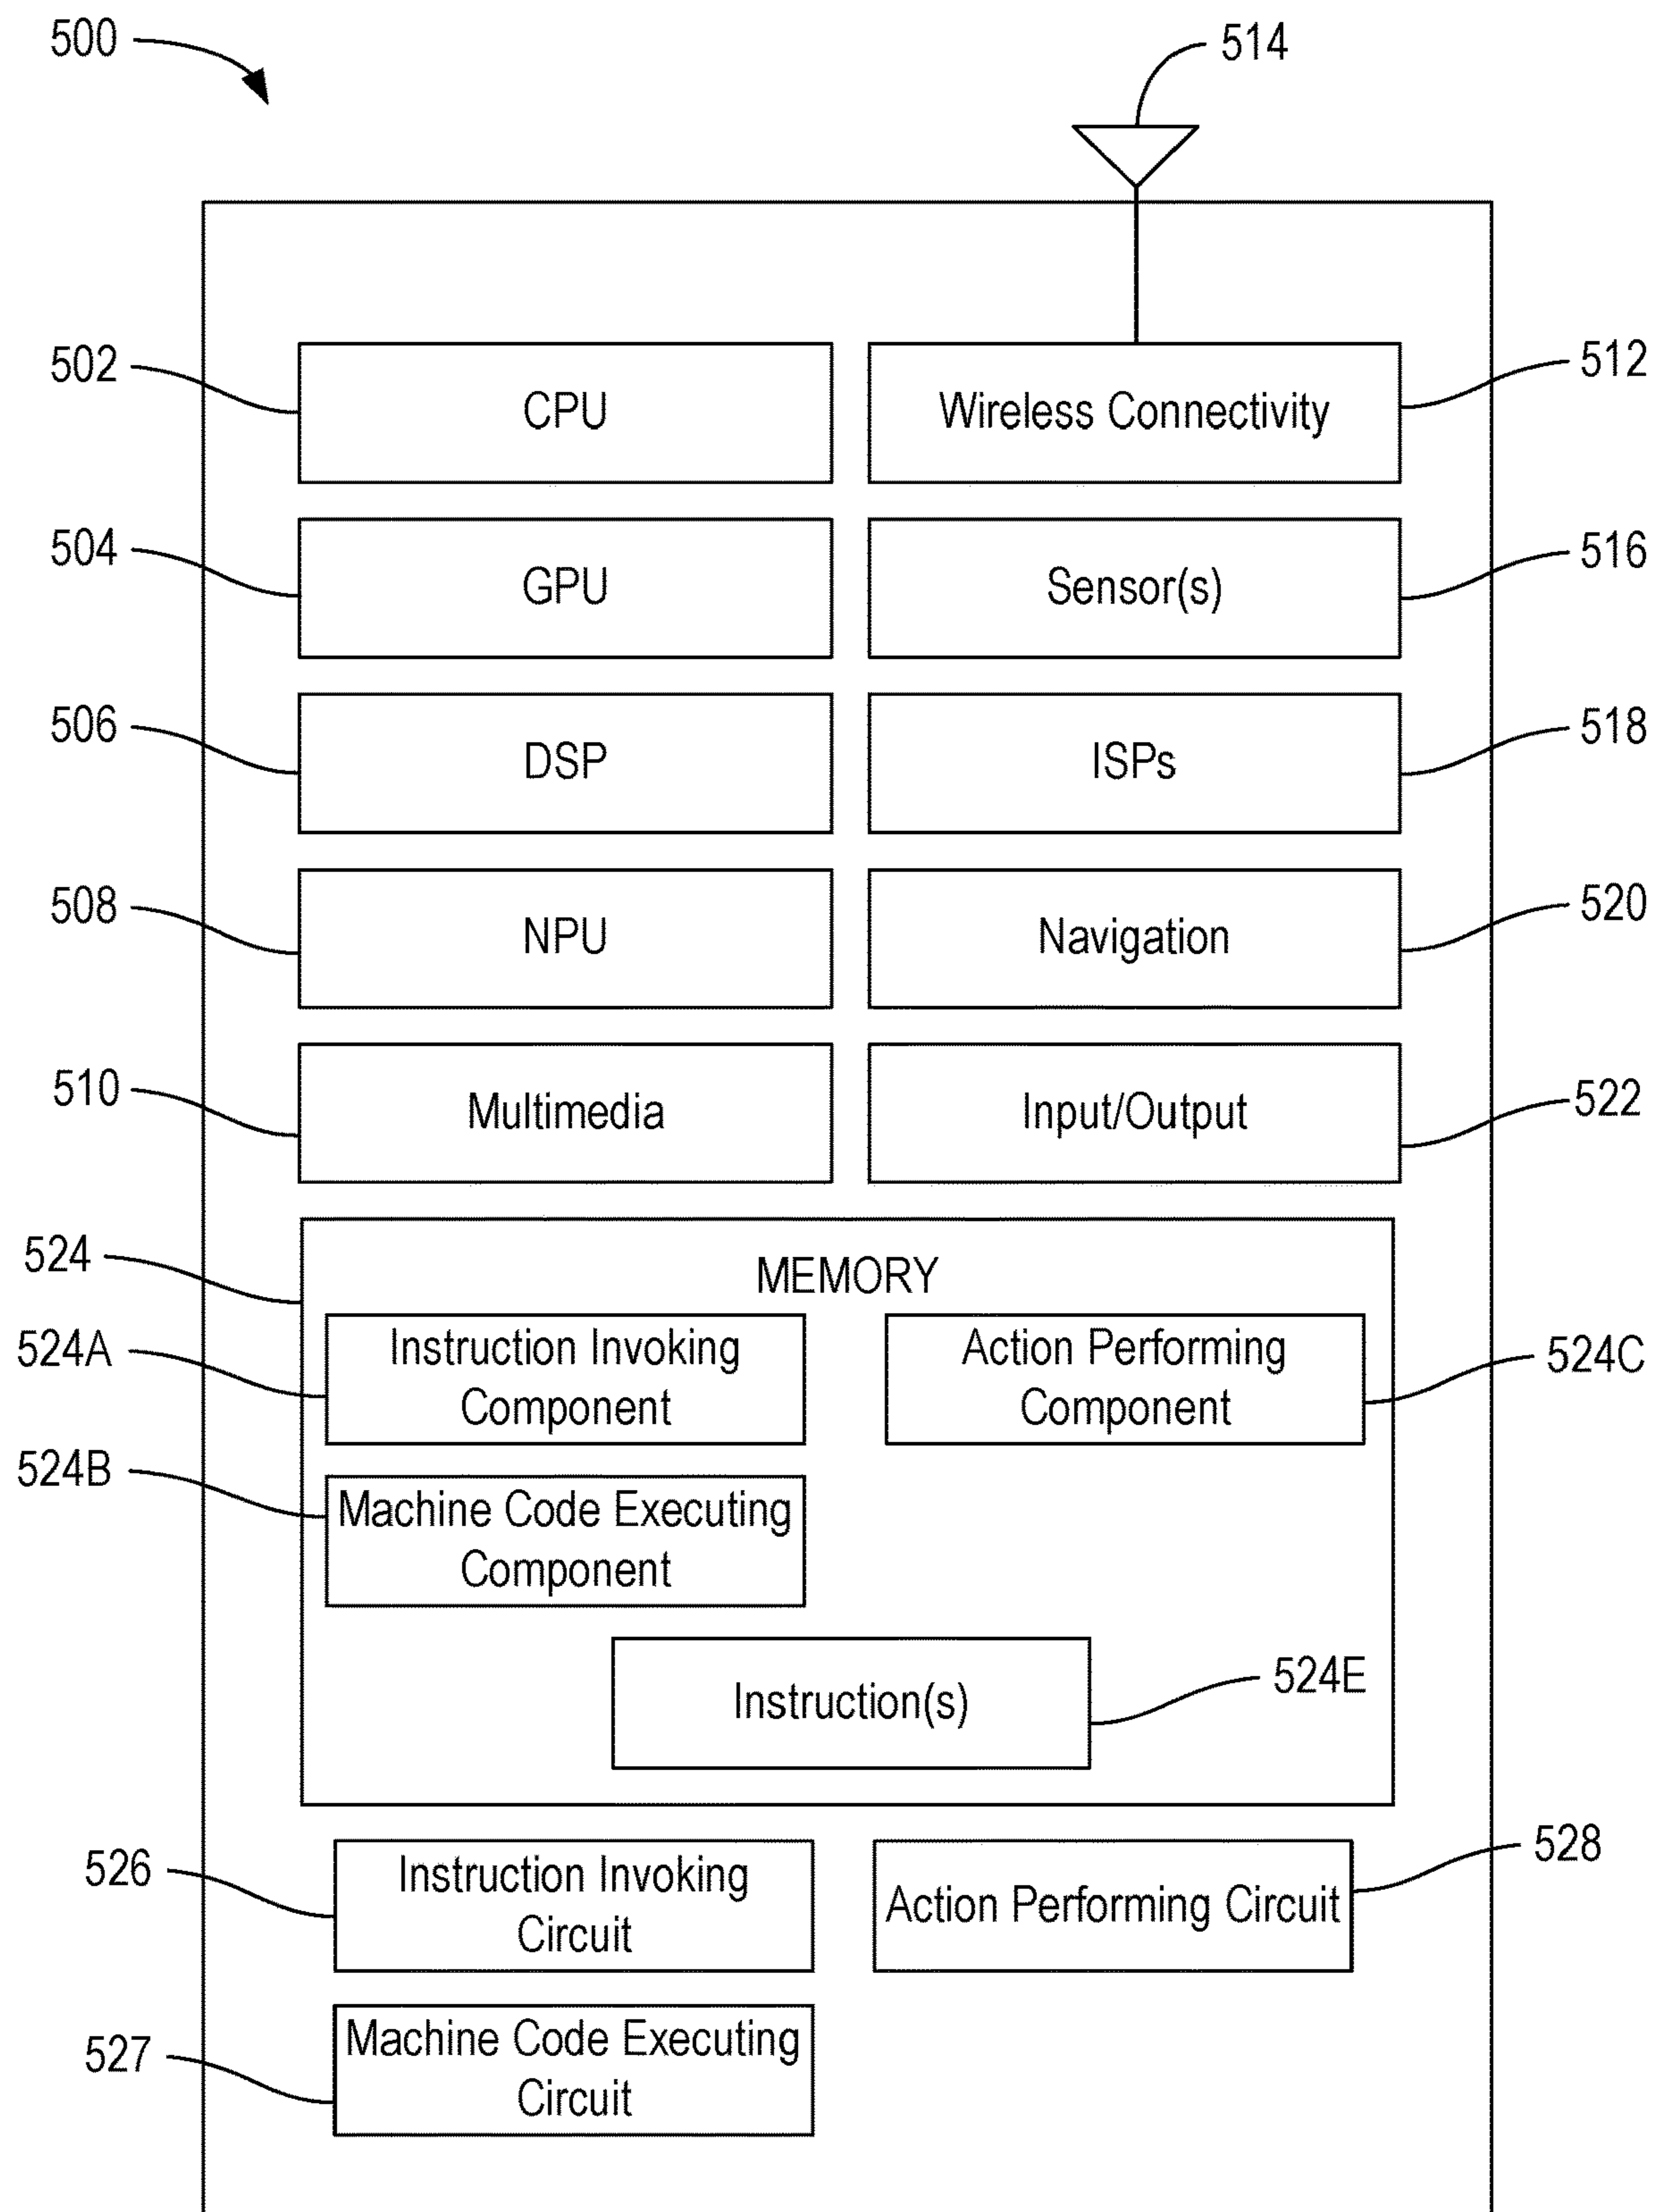 500
514
502
CPU
Wireless Connectivity
512
504
GPU
Sensor(s)
516
506
DSP
ISPs
518
508
NPU
Navigation
520
510
Multimedia
Input/Output
522
524
MEMORY
524A
Instruction Invoking
Component
Action Performing
Component
524C
524B
Machine Code Executing
Component
Instruction(s)
524E
526
Instruction Invoking
Circuit
Action Performing Circuit
528
527
Machine Code Executing
Circuit